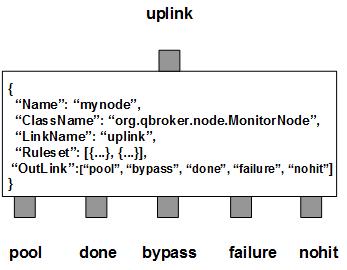 uplink
{
“Name”: “mynode”,
“ClassName”: “org.qbroker.node.MonitorNode”,
“LinkName”: “uplink”,
“Ruleset”: [{...}, {...}],
“OutLink”:[“pool”, “bypass”, “done”, “failure”, “nohit”]
}
pool done bypass failure nohit